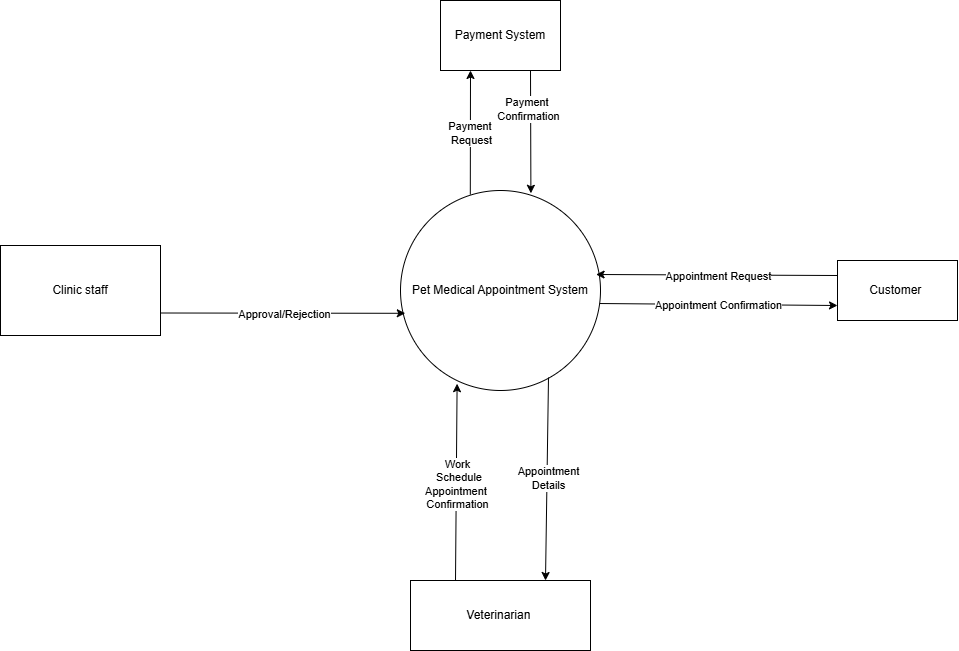 Payment System
Payment
Confirmation
Payment
Request
Clinic staff
Approval/Rejection
Pet Medical Appointment System
Appointment Request
Appointment Confirmation
Customer
Work
Schedule
Appointment
Confirmation
Appointment
Details
Veterinarian